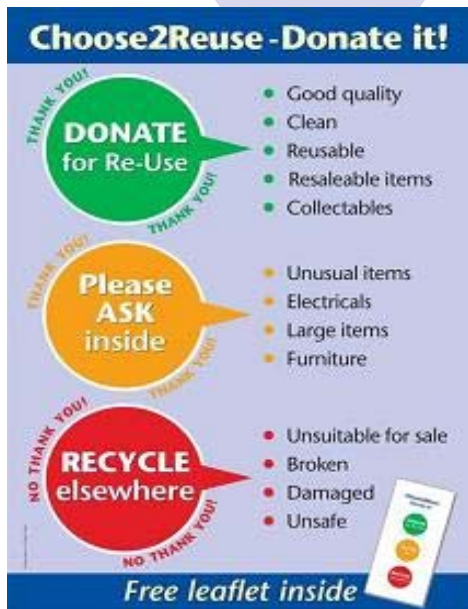 Choose2Reuse - Donate it!
THANK YOU!
DONATE
for Re-Use
THANK YOU!
Good quality
Clean
Reusable
Resaleable items
Collectables
THANK YOU!
Please
ASK
inside
THANK YOU!
Unusual items
Electricals
Large items
Furniture
NO THANK YOU!
RECYCLE
elsewhere
NO THANK YOU!
Unsuitable for sale
Broken
Damaged
Unsafe
Free leaflet inside